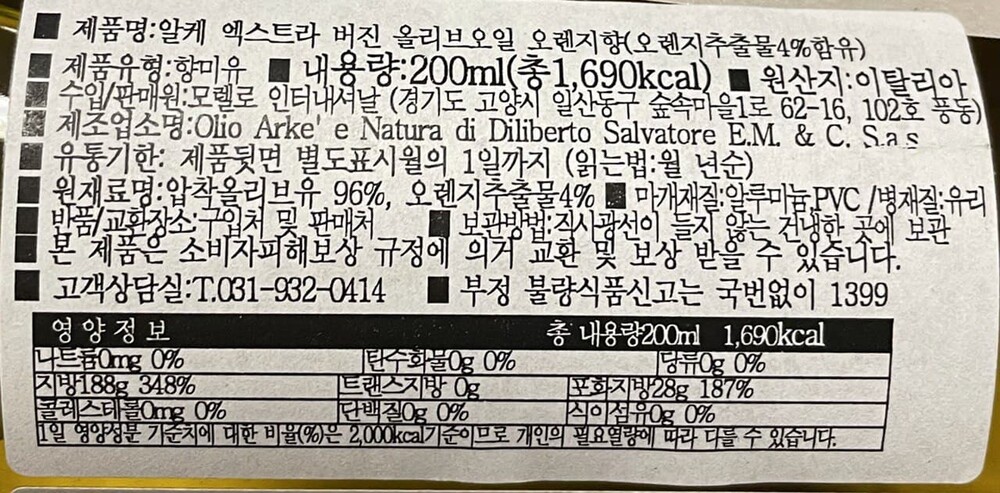 ■ 제품명:알케 엑스트라 버진 올리브오일 오렌지향(오렌지추출물4%함유)
■ 제품유형:향미유 ■ 내용량:200ml(총1,690kcal) ■ 원산지:이탈리아
■ 수입/판매원:모렐로 인터내셔날 (경기도 고양시 일산동구 숲속마을1로 62-16, 102호 풍동)
■ 제조업소명:Olio Arke' e Natura di Diliberto Salvatore E.M. & C. S.a.s
■ 유통기한: 제품뒷면 별도표시월의 1일까지 (읽는법:월 년순)
■ 원재료명:압착올리브유 96%, 오렌지추출물4% ■ 마개재질:알루미늄,PVC /병재질:유리
■ 반품/교환장소:구입처 및 판매처 ■ 보관방법:직사광선이 들지 않는 건냉한 곳에 보관
■ 본 제품은 소비자피해보상 규정에 의거 교환 및 보상 받을 수 있습니다.
■ 고객상담실:T.031-932-0414 ■ 부정 불량식품신고는 국번없이 1399
영양정보 총 내용량200ml 1,690kcal
나트륨0mg 0% 탄수화물0g 0% 당류0g 0%
지방188g 348% 트랜스지방 0g 포화지방28g 187%
콜레스테롤0mg 0% 단백질0g 0% 식이섬유0g 0%
1일 영양성분 기준치에 대한 비율(%)은 2,000kcal기준이므로 개인의 필요열량에 따라 다를 수 있습니다.